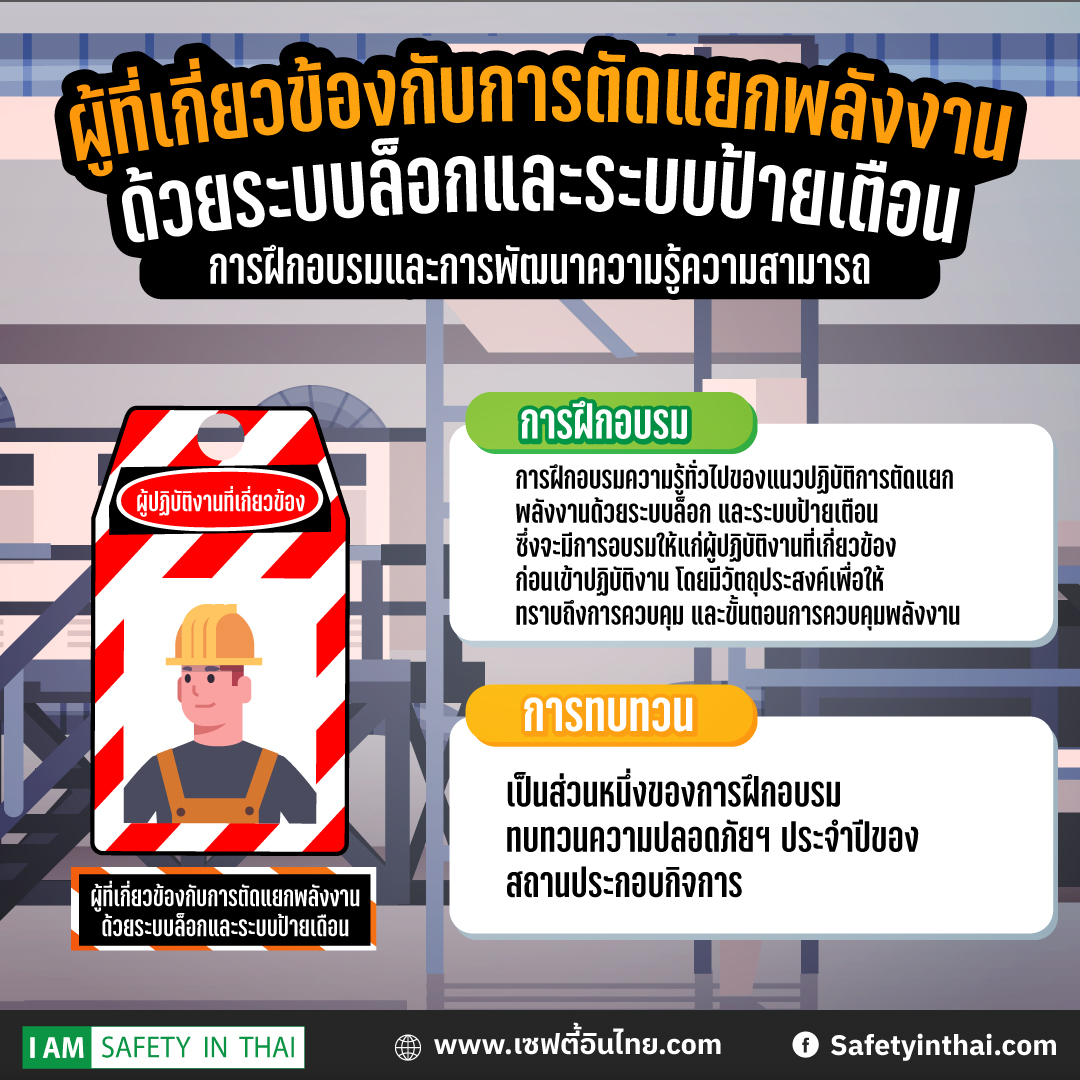 ผู้ที่เกี่ยวข้องกับการตัดแยกพลังงาน
ด้วยระบบล็อกและระบบป้ายเตือน
การฝึกอบรมและการพัฒนาความรู้ความสามารถ
ผู้ปฏิบัติงานที่เกี่ยวข้อง
ผู้ที่เกี่ยวข้องกับการตัดแยกพลังงาน
ด้วยระบบล็อกและระบบป้ายเตือน
การฝึกอบรม
การฝึกอบรมความรู้ทั่วไปของแนวปฏิบัติการตัดแยก
พลังงานด้วยระบบล็อก และระบบป้ายเตือน
ซึ่งจะมีการอบรมให้แก่ผู้ปฏิบัติงานที่เกี่ยวข้อง
ก่อนเข้าปฏิบัติงาน โดยมีวัตถุประสงค์เพื่อให้
ทราบถึงการควบคุม และขั้นตอนการควบคุมพลังงาน
การทบทวน
เป็นส่วนหนึ่งของการฝึกอบรม
ทบทวนความปลอดภัยฯ ประจำปีของ
สถานประกอบกิจการ
I AM SAFETY IN THAI
www.เซฟตี้อินไทย.com
Safetyinthai.com